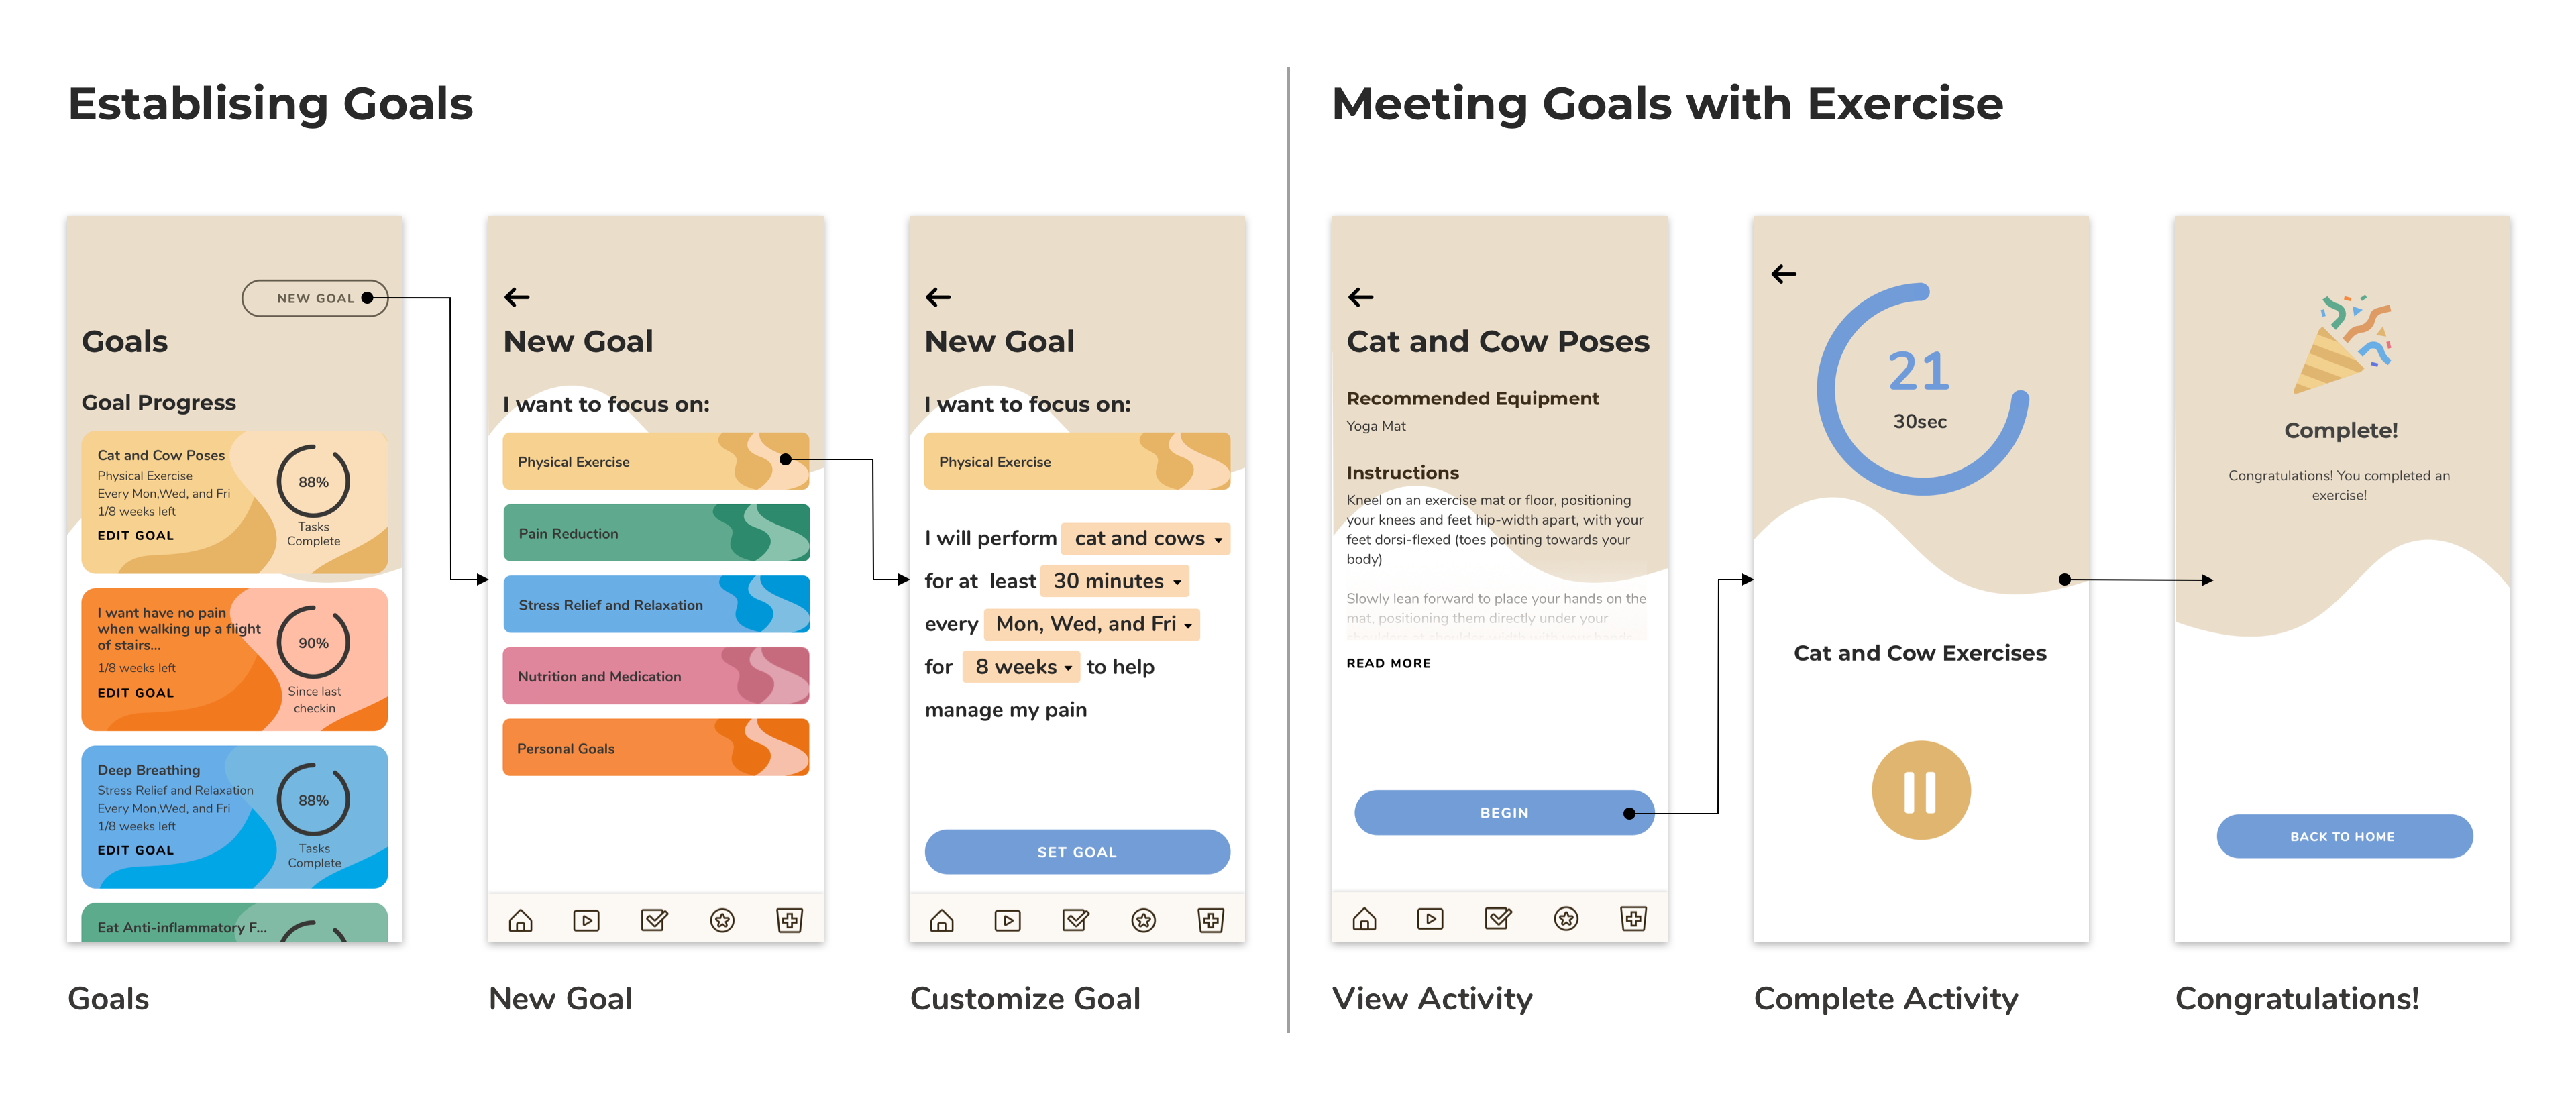 Establising Goals
Meeting Goals with Exercise
NEW GOAL
Goals
Goal Progress
Cat and Cow Poses
Physical Exercise
Every Mon,Wed, and Fri
1/8 weeks left
EDIT GOAL
88%
Tasks
Complete
I want have no pain
when walking up a flight
of stairs...
1/8 weeks left
EDIT GOAL
90%
Since last
checkin
Deep Breathing
Stress Relief and Relaxation
Every Mon,Wed, and Fri
1/8 weeks left
EDIT GOAL
88%
Tasks
Complete
Eat Anti-inflammatory F...
Goals
New Goal
I want to focus on:
Physical Exercise
Pain Reduction
Stress Relief and Relaxation
Nutrition and Medication
Personal Goals
New Goal
New Goal
I want to focus on:
Physical Exercise
I will perform cat and cows
for at least 30 minutes
every Mon, Wed, and Fri
for 8 weeks to help
manage my pain
SET GOAL
Customize Goal
Cat and Cow Poses
Recommended Equipment
Yoga Mat
Instructions
Kneel on an exercise mat or floor, positioning
your knees and feet hip-width apart, with your
feet dorsi-flexed (toes pointing towards your
body)
Slowly lean forward to place your hands on the
mat, positioning them directly under your
READ MORE
BEGIN
View Activity
21
30sec
Cat and Cow Exercises
Complete Activity
Complete!
Congratulations! You completed an
exercise!
BACK TO HOME
Congratulations!